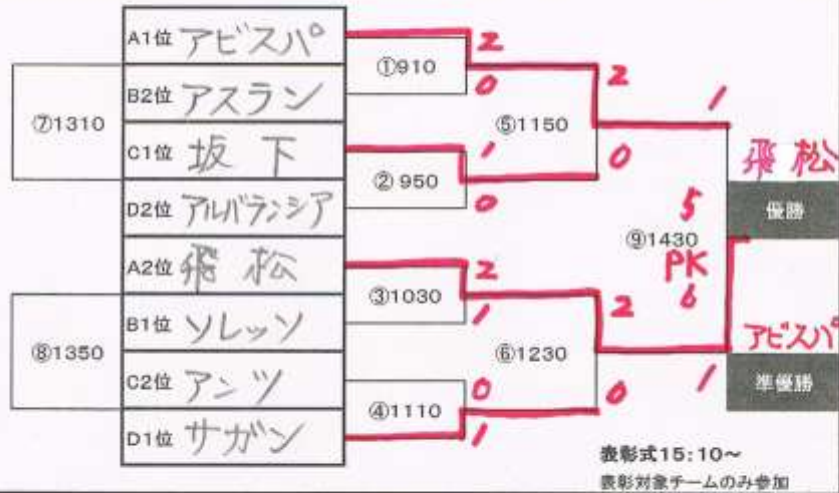 A1位 アビスパ
B2位 アスラン
C1位 坂下
D2位 アルバランシア
A2位 飛松
B1位 ソレッソ
C2位 アンツ
D1位 サガン
⑦1310
⑧1350
①910
2
0
② 950
1
0
③1030
2
1
④1110
0
1
⑤1150
2
0
⑥1230
2
0
⑨1430
1
5
PK
6
1
飛松
優勝
アビスパ
準優勝
表彰式15:10～
表彰対象チームのみ参加